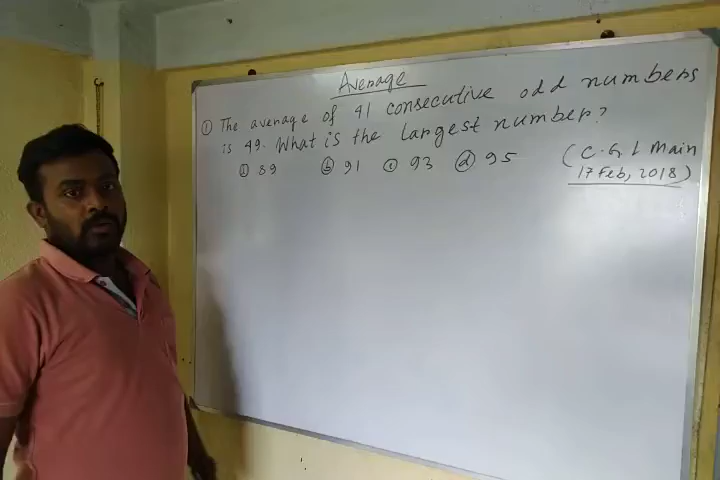 Average
① The average of 41 consecutive odd numbers
is 49. What is the largest number?
ⓐ 89 ⓑ 91 ⓒ 93 ⓓ 95
(C.G.L Main
17 Feb, 2018)